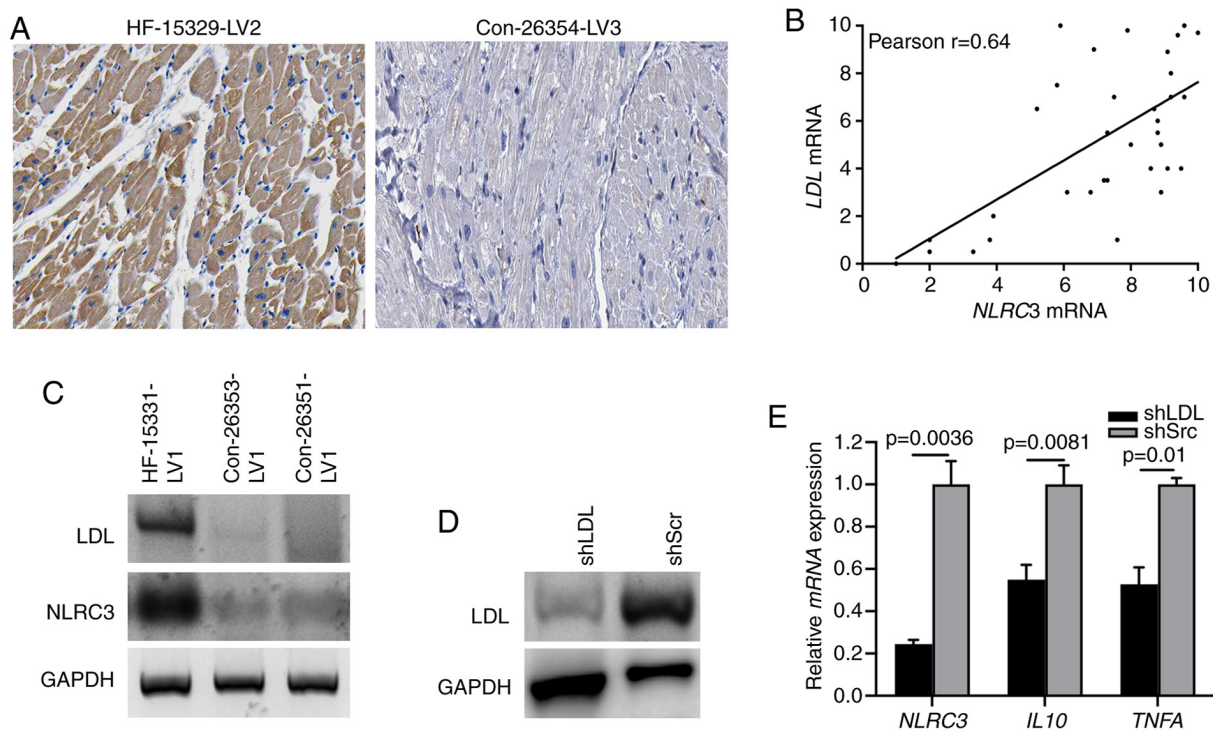 A
HF-15329-LV2
Con-26354-LV3
B
Pearson r=0.64
LDL mRNA
10
8
6
4
2
0
0
2
4
6
8
10
NLRC3 mRNA
C
HF-15331-
LV1
Con-26353-
LV1
Con-26351-
LV1
LDL
NLRC3
GAPDH
D
shLDL
shScr
LDL
GAPDH
E
shLDL
shSrc
p=0.0036
p=0.0081
p=0.01
Relative mRNA expression
1.2
1.0
0.8
0.6
0.4
0.2
0.0
NLRC3
IL10
TNFA